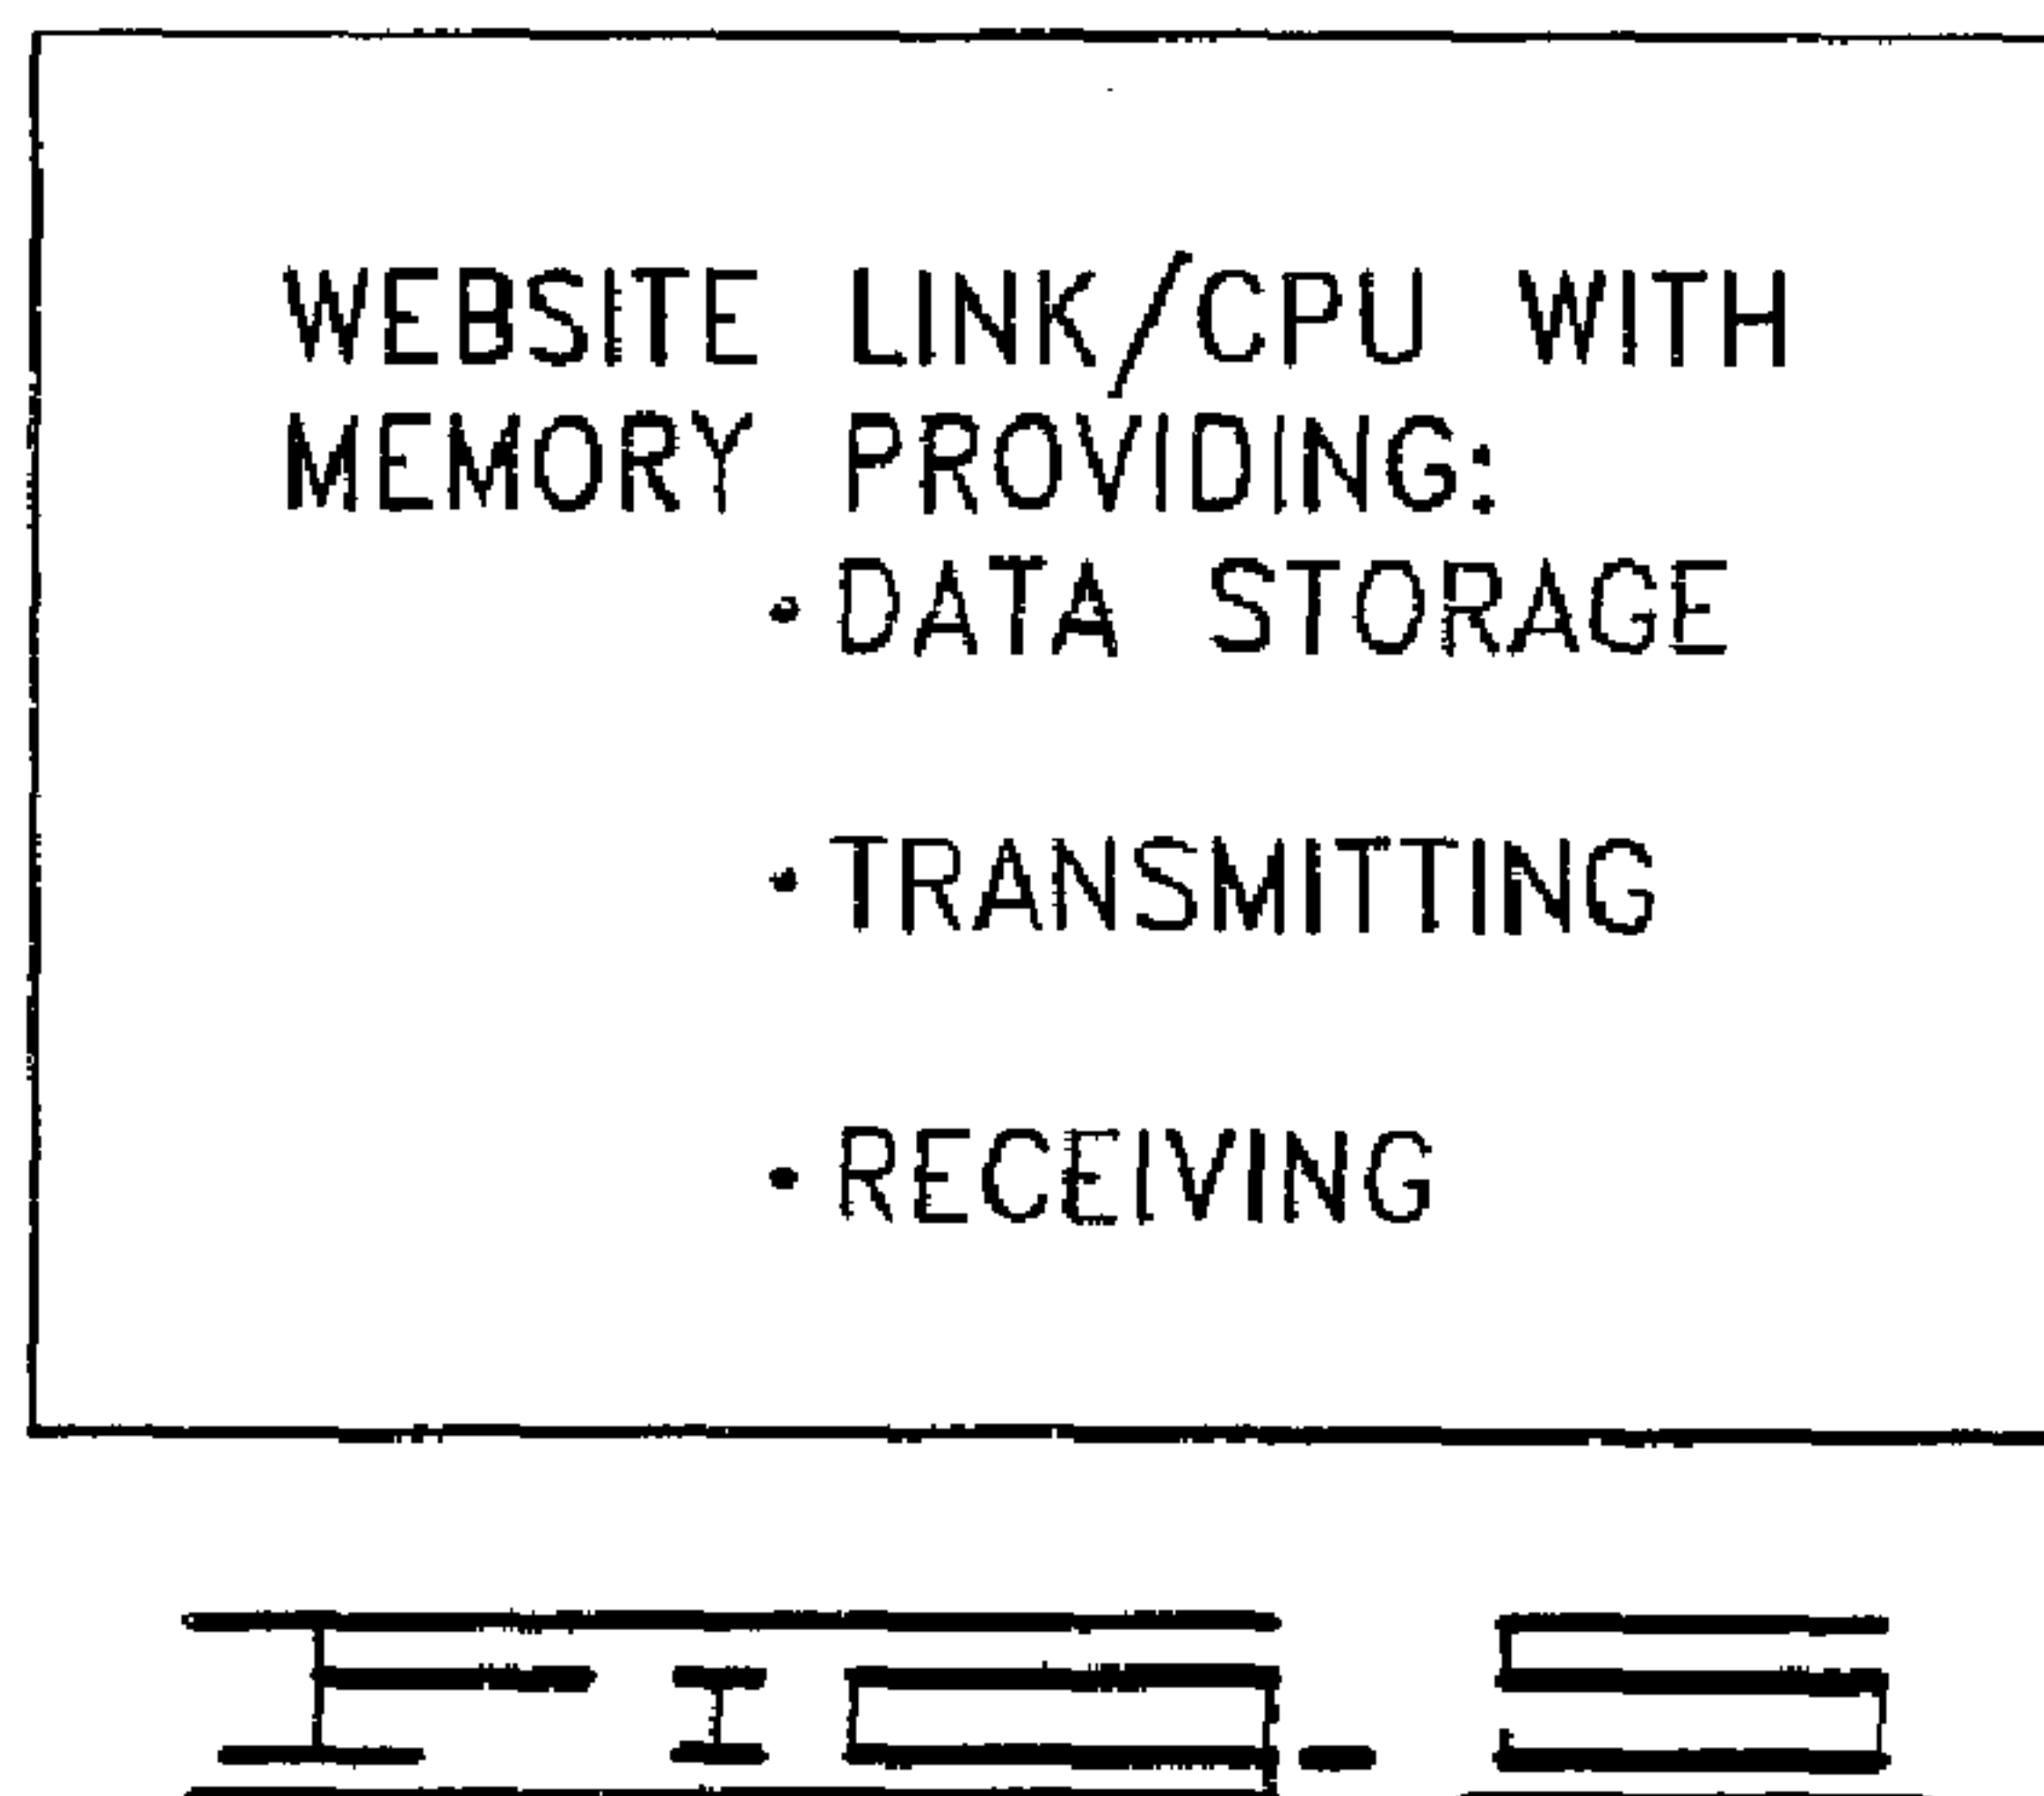 WEBSITE LINK/CPU WITH
MEMORY PROVIDING:
• DATA STORAGE
• TRANSMITTING
• RECEIVING
Fig. 5